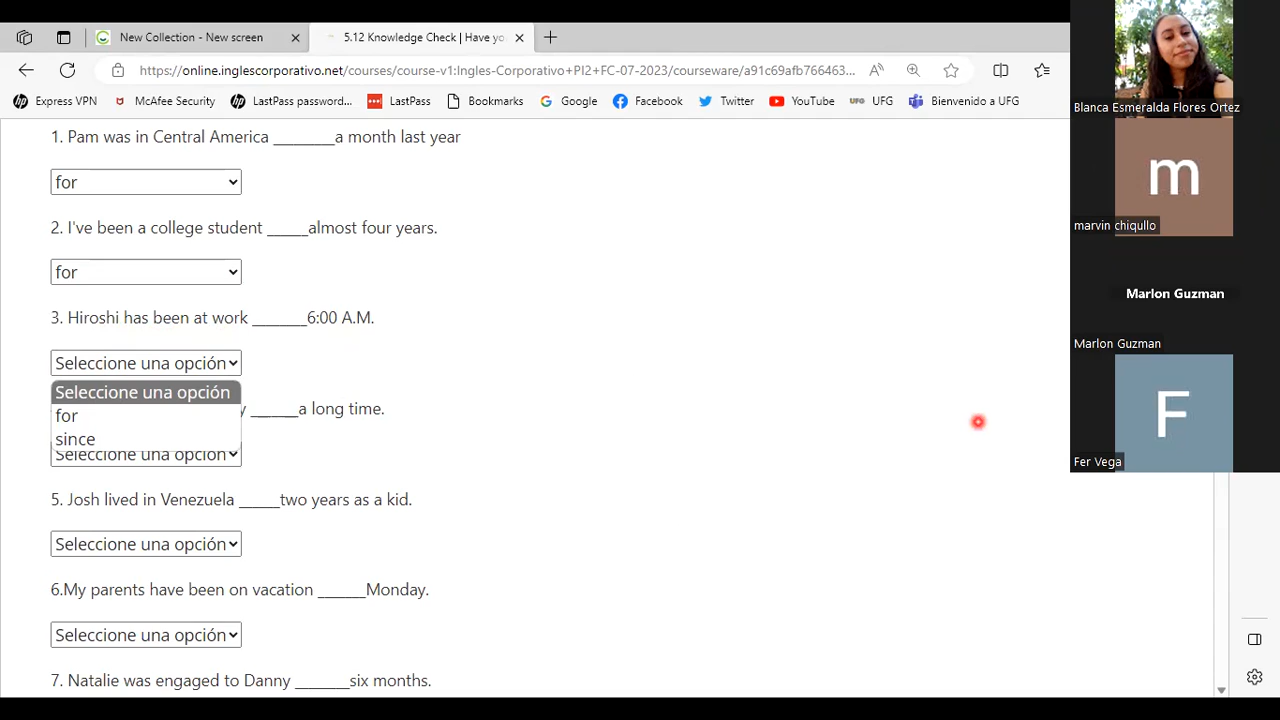 New Collection - New screen
5.12 Knowledge Check | Have yo
https://online.inglescorporativo.net/courses/course-v1:Ingles-Corporativo+PI2+FC-07-2023/courseware/a91c69afb766463...
Express VPN
McAfee Security
LastPass password...
LastPass
Bookmarks
Google
Facebook
Twitter
YouTube
UFG
Bienvenido a UFG
1. Pam was in Central America _______a month last year
for
2. I've been a college student _____almost four years.
for
3. Hiroshi has been at work _______6:00 A.M.
Seleccione una opción
Seleccione una opción
for
since
y ______a long time.
Seleccione una opción
5. Josh lived in Venezuela _____two years as a kid.
Seleccione una opción
6.My parents have been on vacation ______Monday.
Seleccione una opción
7. Natalie was engaged to Danny _______six months.
Blanca Esmeralda Flores Ortez
m
marvin chiqullo
Marlon Guzman
Marlon Guzman
F
Fer Vega